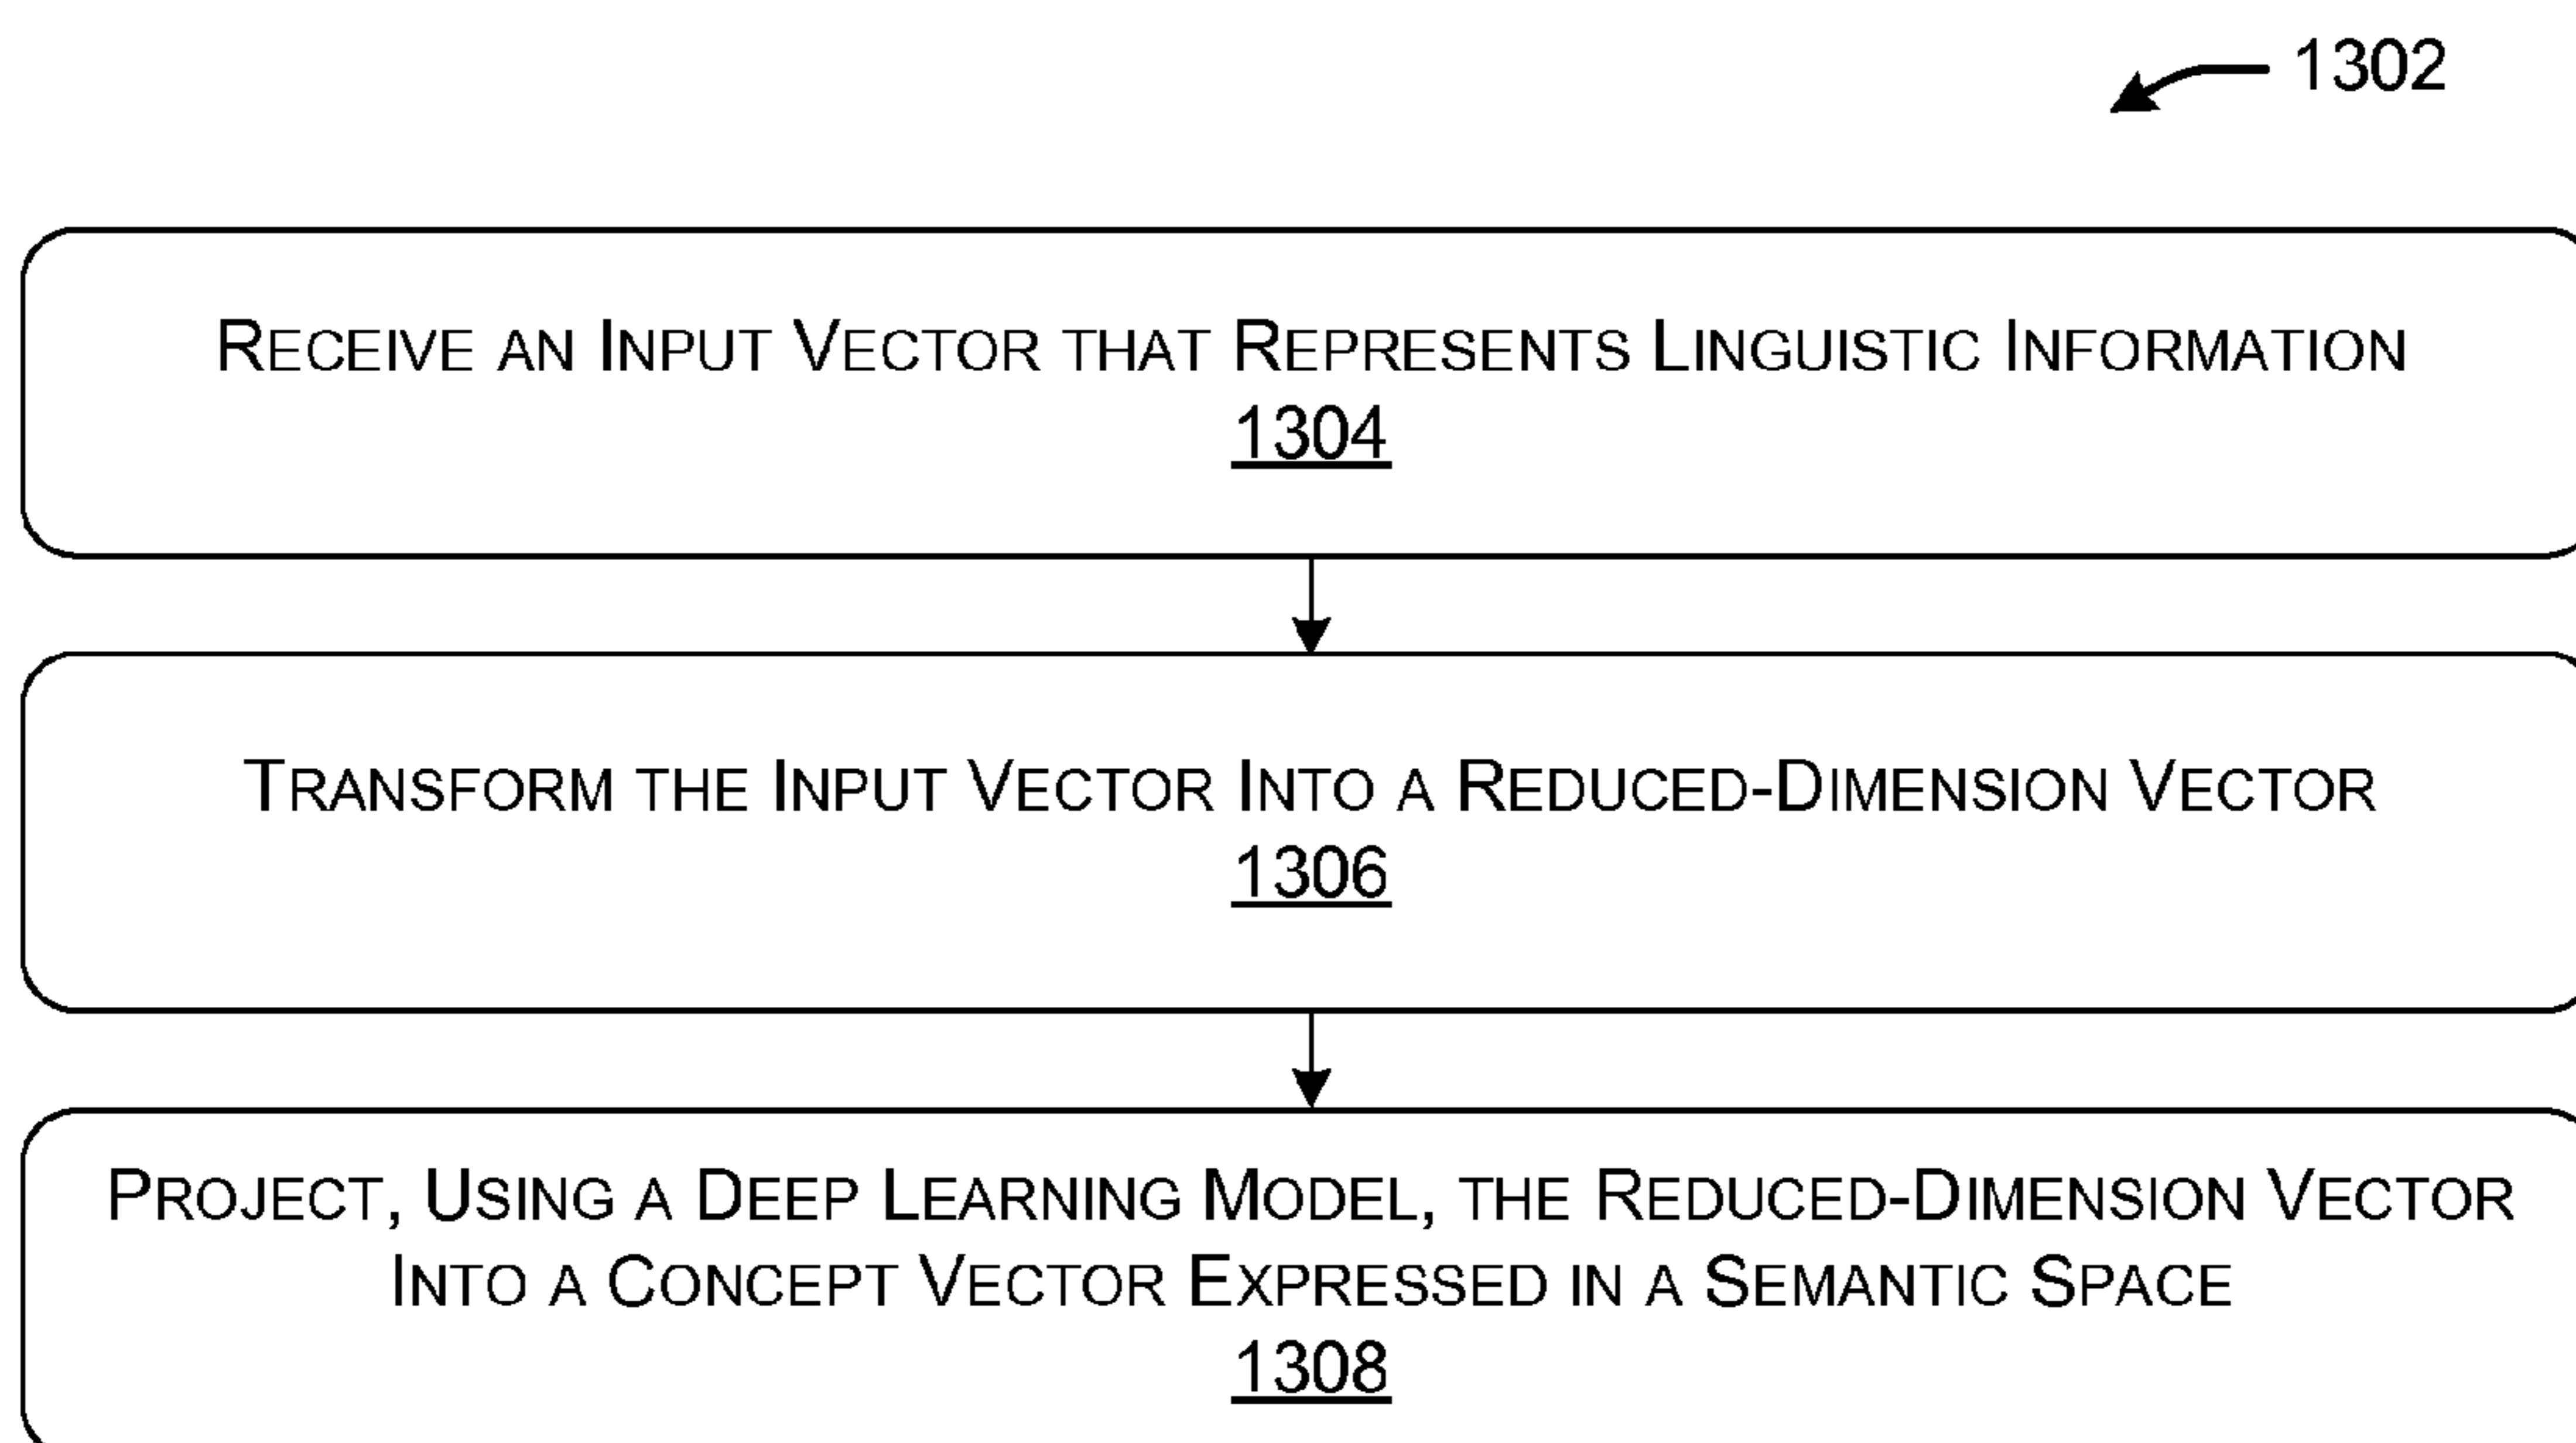 1302
Receive an Input Vector that Represents Linguistic Information
1304
Transform the Input Vector Into a Reduced-Dimension Vector
1306
Project, Using a Deep Learning Model, the Reduced-Dimension Vector
Into a Concept Vector Expressed in a Semantic Space
1308